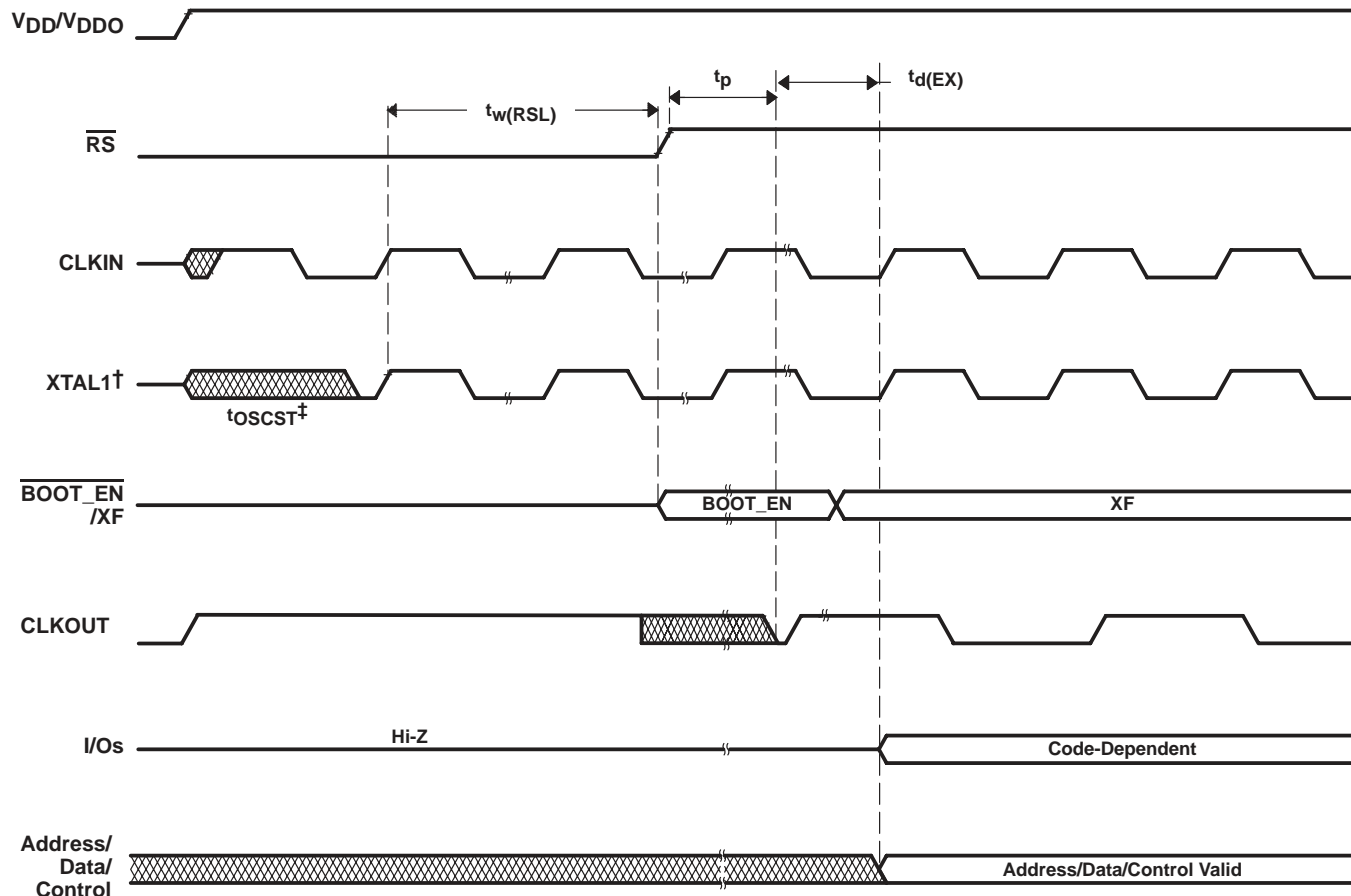 VDD/VDDO
tp
td(EX)
tw(RSL)
RS
CLKIN
XTAL1†
tOSCST‡
BOOT_EN
/XF
BOOT_EN
XF
CLKOUT
I/Os
Hi-Z
Code-Dependent
Address/
Data/
Control
Address/Data/Control Valid